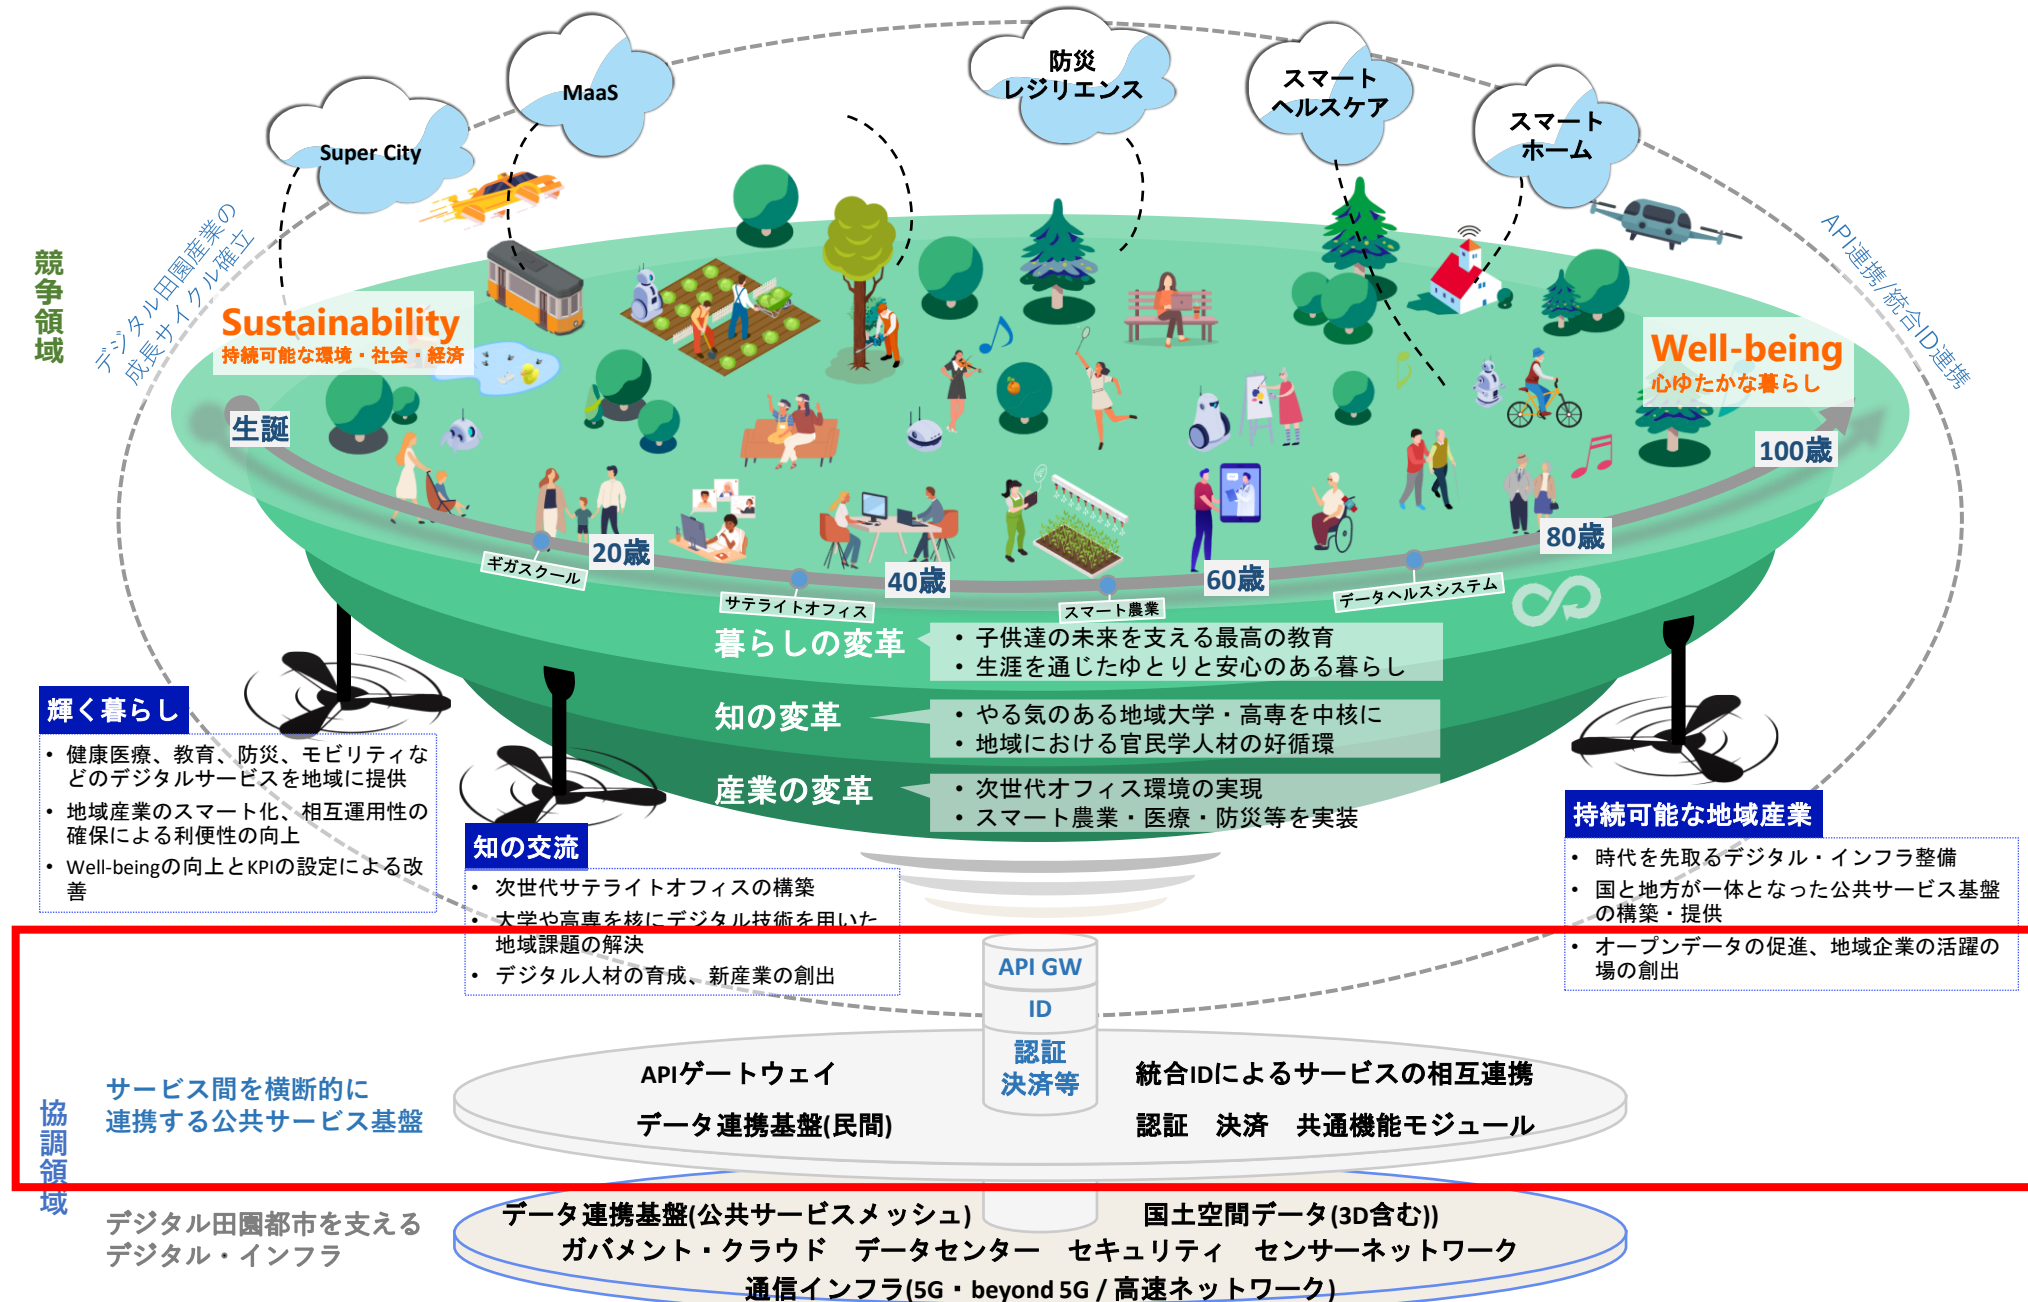 Super City
MaaS
防災
レジリエンス
スマート
ヘルスケア
スマート
ホーム
競争領域
デジタル田園産業の
成長サイクル確立
API連携/統合ID連携
Sustainability
持続可能な環境・社会・経済
Well-being
心ゆたかな暮らし
生誕
20歳
40歳
60歳
80歳
100歳
ギガスクール
サテライトオフィス
スマート農業
データヘルスシステム
暮らしの変革
• 子供達の未来を支える最高の教育
• 生涯を通じたゆとりと安心のある暮らし
知の変革
• やる気のある地域大学・高専を中核に
• 地域における官民学人材の好循環
産業の変革
• 次世代オフィス環境の実現
• スマート農業・医療・防災等を実装
輝く暮らし
• 健康医療、教育、防災、モビリティな
どのデジタルサービスを地域に提供
• 地域産業のスマート化、相互運用性の
確保による利便性の向上
• Well-beingの向上とKPIの設定による改
善
知の交流
• 次世代サテライトオフィスの構築
• 大学や高専を核にデジタル技術を用いた
地域課題の解決
• デジタル人材の育成、新産業の創出
持続可能な地域産業
• 時代を先取るデジタル・インフラ整備
• 国と地方が一体となった公共サービス基盤
の構築・提供
• オープンデータの促進、地域企業の活躍の
場の創出
協調領域
サービス間を横断的に
連携する公共サービス基盤
API GW
ID
認証
決済等
APIゲートウェイ
統合IDによるサービスの相互連携
データ連携基盤(民間)
認証　決済　共通機能モジュール
デジタル田園都市を支える
デジタル・インフラ
データ連携基盤(公共サービスメッシュ)
国土空間データ(3D含む))
ガバメント・クラウド　データセンター　セキュリティ　センサーネットワーク
通信インフラ(5G・beyond 5G / 高速ネットワーク)